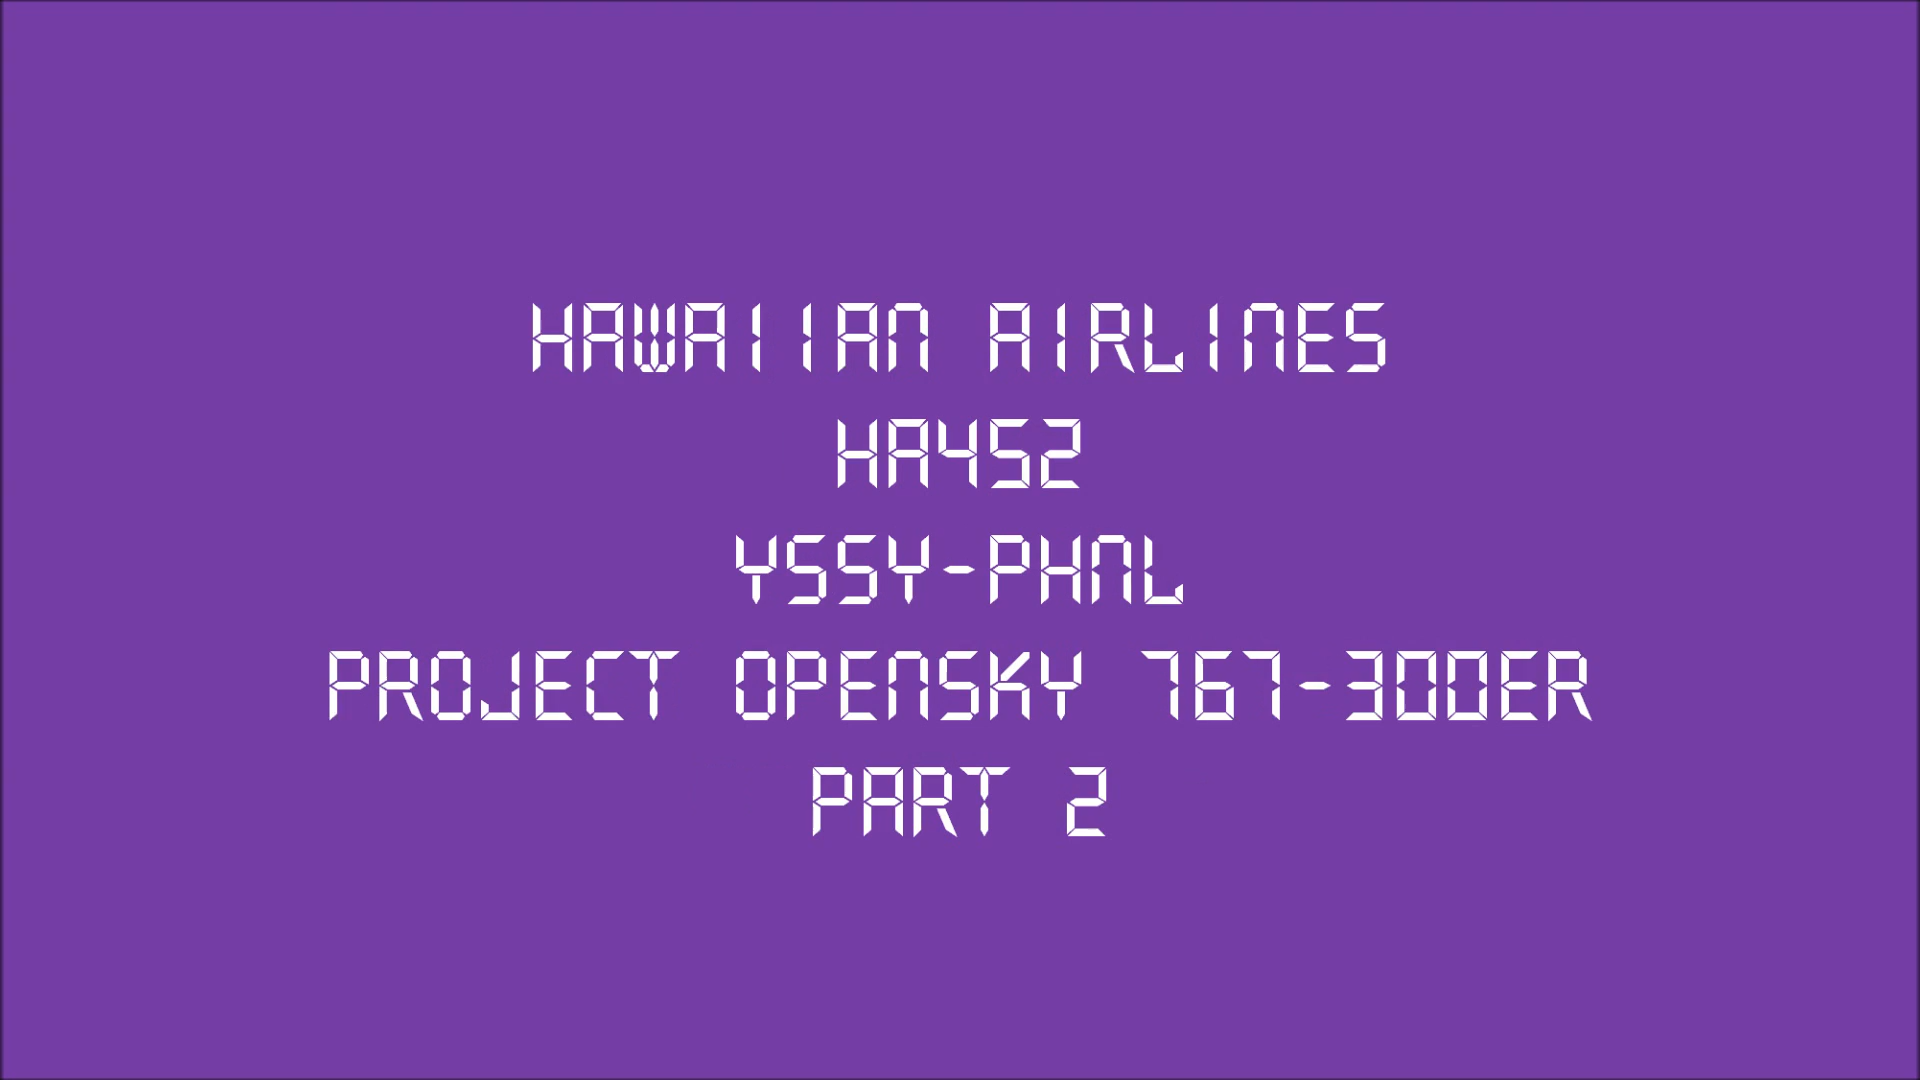 HAWAIIAN AIRLINES
HA452
YSSY-PHNL
PROJECT OPENSKY 767-300ER
PART 2